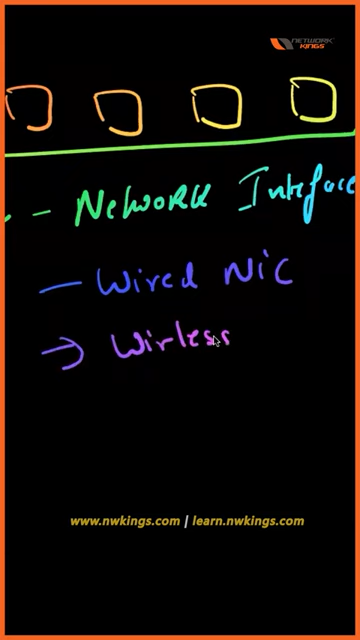 NETWORK
KINGS
- Network Interface
- Wired NIC
→ Wirless
www.nwkings.com | learn.nwkings.com